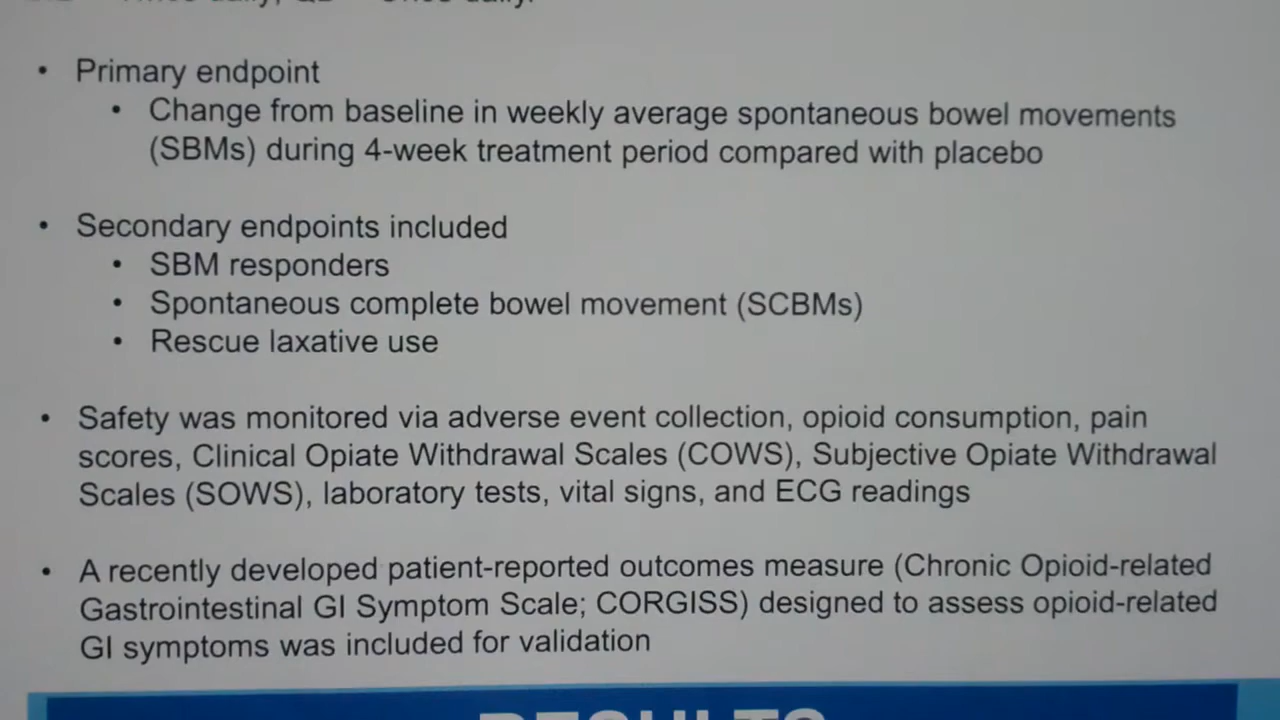 • Primary endpoint
• Change from baseline in weekly average spontaneous bowel movements
(SBMs) during 4-week treatment period compared with placebo
• Secondary endpoints included
• SBM responders
• Spontaneous complete bowel movement (SCBMs)
• Rescue laxative use
• Safety was monitored via adverse event collection, opioid consumption, pain
scores, Clinical Opiate Withdrawal Scales (COWS), Subjective Opiate Withdrawal
Scales (SOWS), laboratory tests, vital signs, and ECG readings
• A recently developed patient-reported outcomes measure (Chronic Opioid-related
Gastrointestinal GI Symptom Scale; CORGISS) designed to assess opioid-related
GI symptoms was included for validation
RESULTS